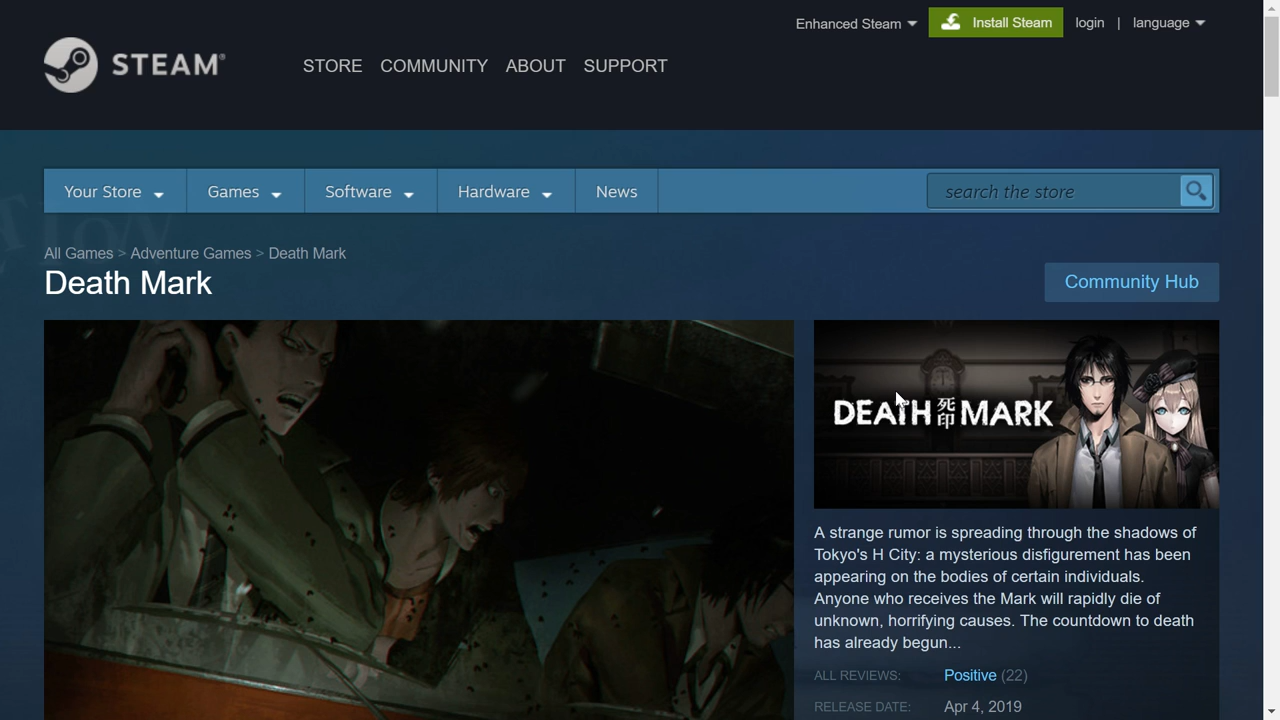 Enhanced Steam
Install Steam
login | language
STEAM®
STORE COMMUNITY ABOUT SUPPORT
Your Store Games Software Hardware News
search the store
All Games > Adventure Games > Death Mark
Death Mark
Community Hub
DEATH 死印 MARK
A strange rumor is spreading through the shadows of
Tokyo's H City: a mysterious disfigurement has been
appearing on the bodies of certain individuals.
Anyone who receives the Mark will rapidly die of
unknown, horrifying causes. The countdown to death
has already begun...
ALL REVIEWS: Positive (22)
RELEASE DATE: Apr 4, 2019